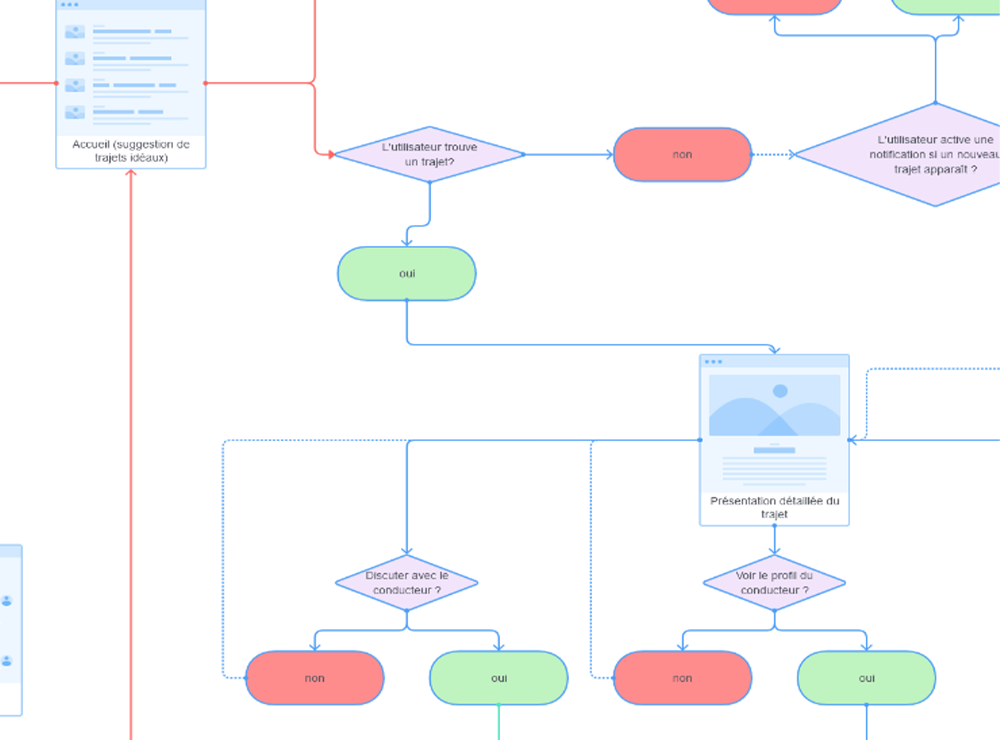 Accueil (suggestion de
trajets idéaux)
L'utilisateur trouve
un trajet?
non
L'utilisateur active une
notification si un nouveau
trajet apparaît ?
oui
Présentation détaillée du
trajet
Discuter avec le
conducteur ?
Voir le profil du
conducteur ?
non
oui
non
oui